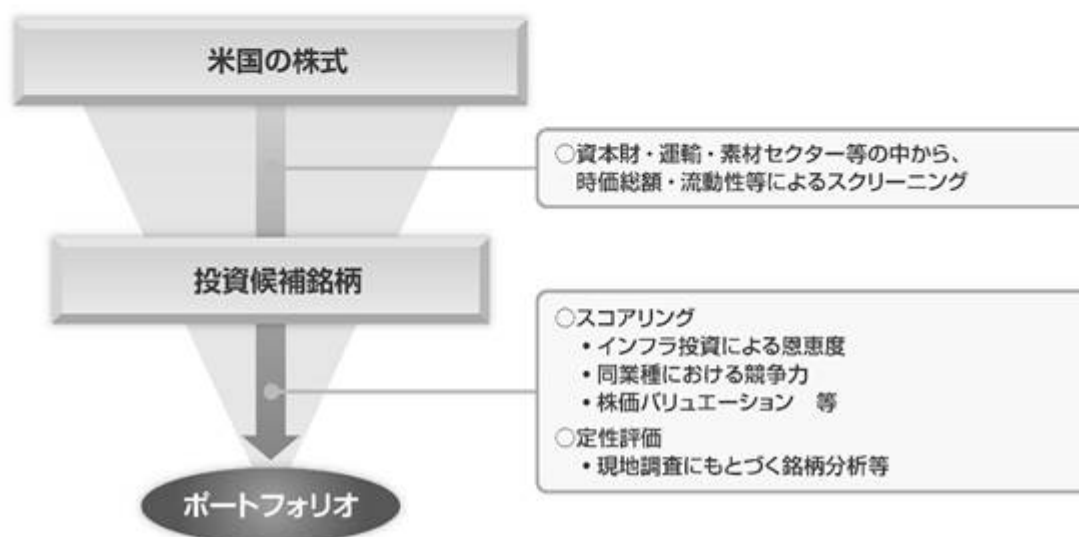 米国の株式
○資本財・運輸・素材セクター等の中から、
時価総額・流動性等によるスクリーニング
投資候補銘柄
○スコアリング
• インフラ投資による恩恵度
• 同業種における競争力
• 株価バリュエーション　等
○定性評価
• 現地調査にもとづく銘柄分析等
ポートフォリオ